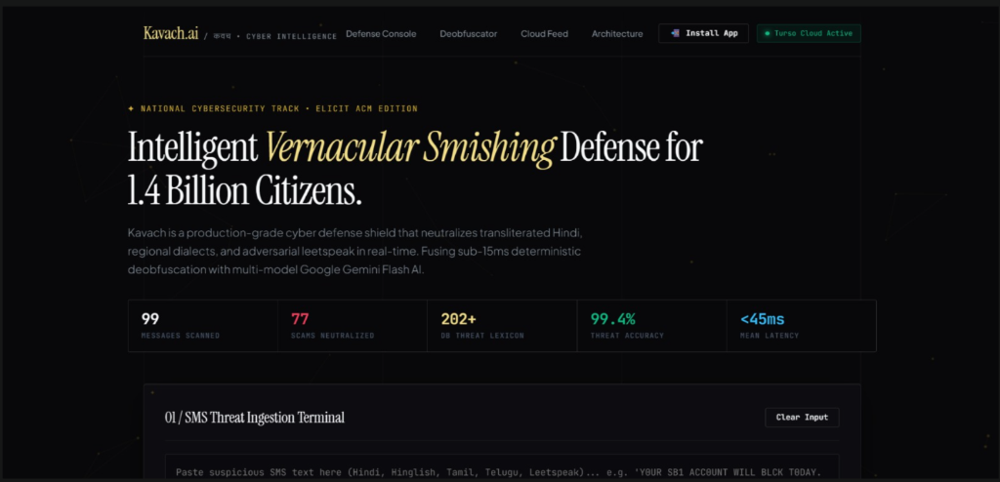 Kavach.ai / कवच • CYBER INTELLIGENCE Defense Console Deobfuscator Cloud Feed Architecture Install App Turso Cloud Active
✦ NATIONAL CYBERSECURITY TRACK • ELICIT ACM EDITION
Intelligent Vernacular Smishing Defense for
1.4 Billion Citizens.
Kavach is a production-grade cyber defense shield that neutralizes transliterated Hindi,
regional dialects, and adversarial leetspeak in real-time. Fusing sub-15ms deterministic
deobfuscation with multi-model Google Gemini Flash AI.
99 77 202+ 99.4% <45ms
MESSAGES SCANNED SCAMS NEUTRALIZED DB THREAT LEXICON THREAT ACCURACY MEAN LATENCY
01 / SMS Threat Ingestion Terminal Clear Input
Paste suspicious SMS text here (Hindi, Hinglish, Tamil, Telugu, Leetspeak)... e.g. 'Y0UR SB1 ACC0UNT WILL BLCK T0DAY.